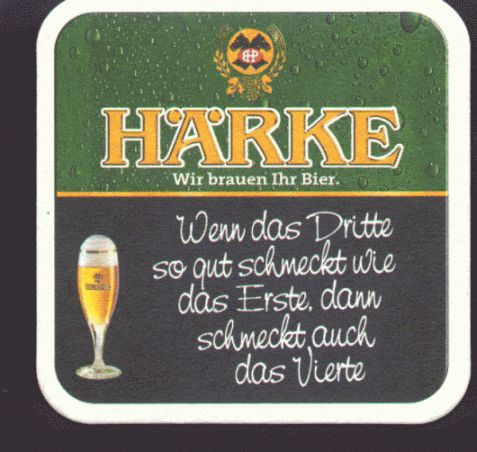 BHP
HÄRKE
Wir brauen Ihr Bier.
Wenn das Dritte
so gut schmeckt wie
das Erste, dann
schmeckt auch
das Vierte